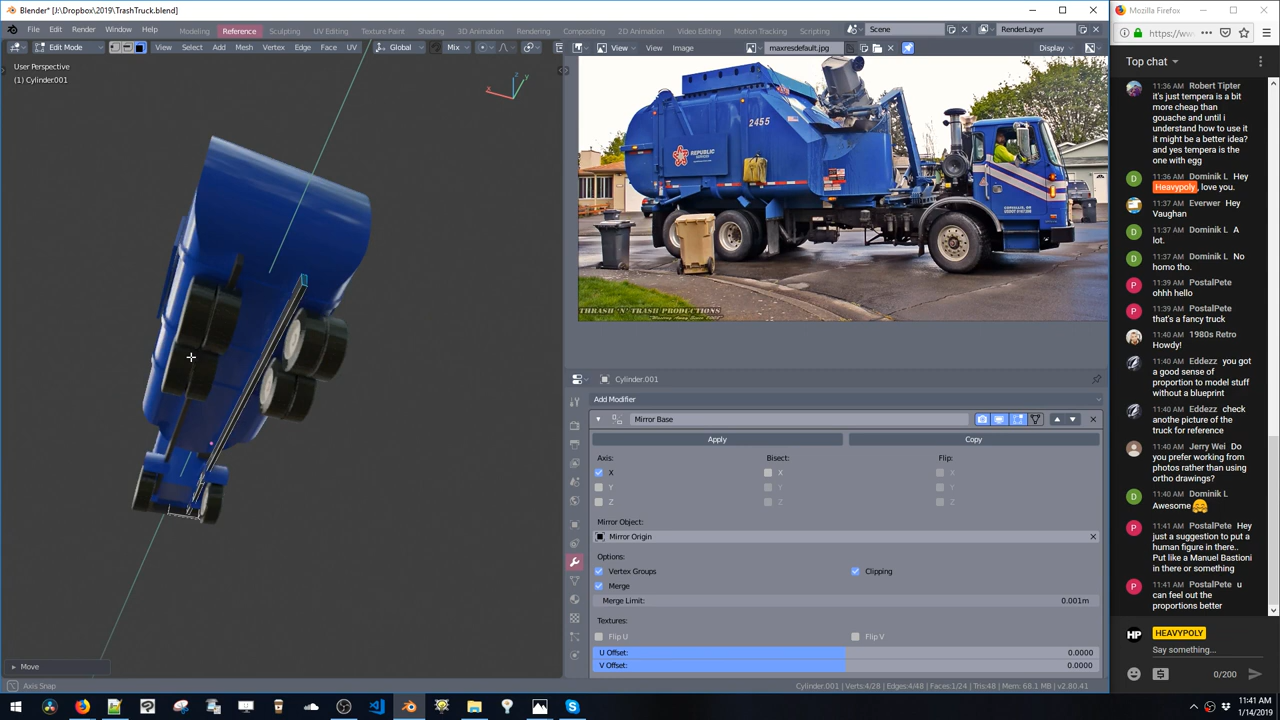 Blender* [J:\Dropbox\2019\TrashTruck.blend]
Mozilla Firefox
File Edit Render Window Help
Modeling Reference Sculpting UV Editing Texture Paint Shading Animation Rendering Compositing 2D Animation Video Editing Motion Tracking Scripting
Scene
RenderLayer
https://ww
Edit Mode View Select Add Mesh Vertex Edge Face UV Global Mix
View View Image maxresdefault.jpg Display
Top chat
User Perspective
(1) Cylinder.001
2455
REPUBLIC
SERVICES
THRASH 'N' TRASH PRODUCTIONS
11:36 AM Robert Tipter
it's just tempera is a bit
more cheap than
gouache and until i
understand how to use it
it might be a better idea?
and yes tempera is the
one with egg
11:36 AM Dominik L Hey
Heavypoly, love you.
11:37 AM Everwer Hey
Vaughan
11:37 AM Dominik L A
lot.
11:37 AM Dominik L No
homo tho.
11:39 AM PostalPete
ohhh hello
11:39 AM PostalPete
that's a fancy truck
11:40 AM 1980s Retro
Howdy!
11:40 AM Eddezz you got
a good sense of
proportion to model stuff
without a blueprint
11:40 AM Eddezz check
anothe picture of the
truck for reference
11:40 AM Jerry Wei Do
you prefer working from
photos rather than using
ortho drawings?
11:40 AM Dominik L
Awesome
11:41 AM PostalPete Hey
just a suggestion to put a
human figure in there..
Put like a Manuel Bastioni
in there or something
11:41 AM PostalPete u
can feel out the
proportions better
HEAVYPOLY
Say something...
0/200
Cylinder.001
Add Modifier
Mirror Base
Apply Copy
Axis: Bisect: Flip:
X X X
Y Y Y
Z Z Z
Mirror Object:
Mirror Origin
Options:
Vertex Groups Clipping
Merge
Merge Limit: 0.001m
Textures:
Flip U Flip V
U Offset: 0.0000
V Offset: 0.0000
Move
Axis Snap
Cylinder.001 | Verts:4/28 | Edges:4/48 | Faces:1/24 | Tris:48 | Mem: 68.1 MB | v2.80.41
11:41 AM
1/14/2019